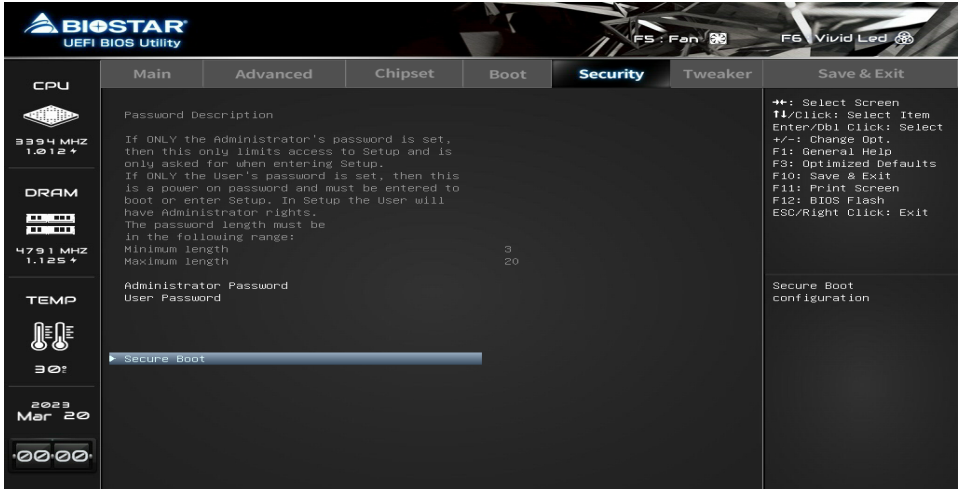 BIOSTAR®
UEFI BIOS Utility
F5 : Fan
F6 Vivid Led
Main Advanced Chipset Boot Security Tweaker Save & Exit
CPU
3394 MHZ
1.012
DRAM
4791 MHZ
1.125
TEMP
30°
2023
Mar 20
00:00
Password Description
If ONLY the Administrator's password is set,
then this only limits access to Setup and is
only asked for when entering Setup.
If ONLY the User's password is set, then this
is a power on password and must be entered to
boot or enter Setup. In Setup the User will
have Administrator rights.
The password length must be
in the following range:
Minimum length 3
Maximum length 20
Administrator Password
User Password
Secure Boot
→←: Select Screen
↑↓/Click: Select Item
Enter/Dbl Click: Select
+/-: Change Opt.
F1: General Help
F3: Optimized Defaults
F10: Save & Exit
F11: Print Screen
F12: BIOS Flash
ESC/Right Click: Exit
Secure Boot
configuration